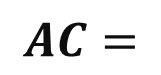 AC =